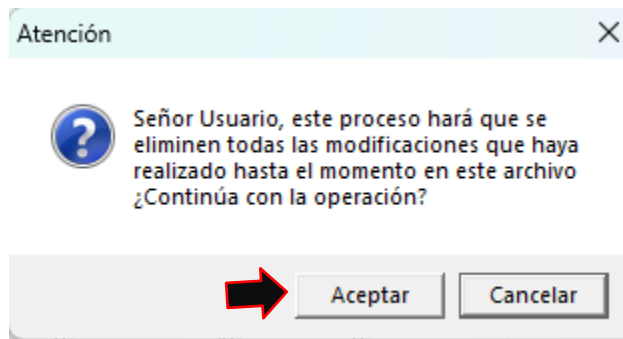 Atención
Señor Usuario, este proceso hará que se
eliminen todas las modificaciones que haya
realizado hasta el momento en este archivo
¿Continúa con la operación?
Aceptar
Cancelar